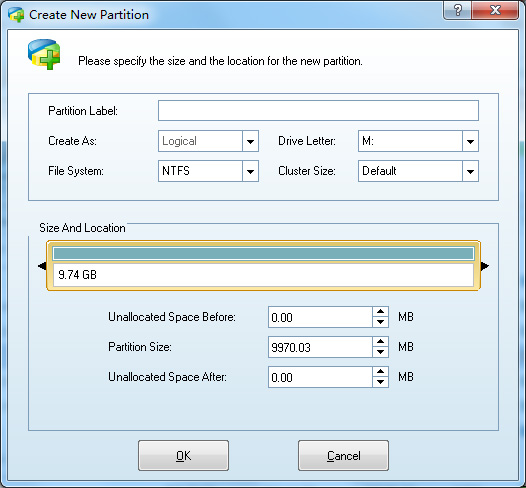 Create New Partition
Please specify the size and the location for the new partition.
Partition Label:
Create As: Logical Drive Letter: M:
File System: NTFS Cluster Size: Default
Size And Location
9.74 GB
Unallocated Space Before: 0.00 MB
Partition Size: 9970.03 MB
Unallocated Space After: 0.00 MB
OK Cancel